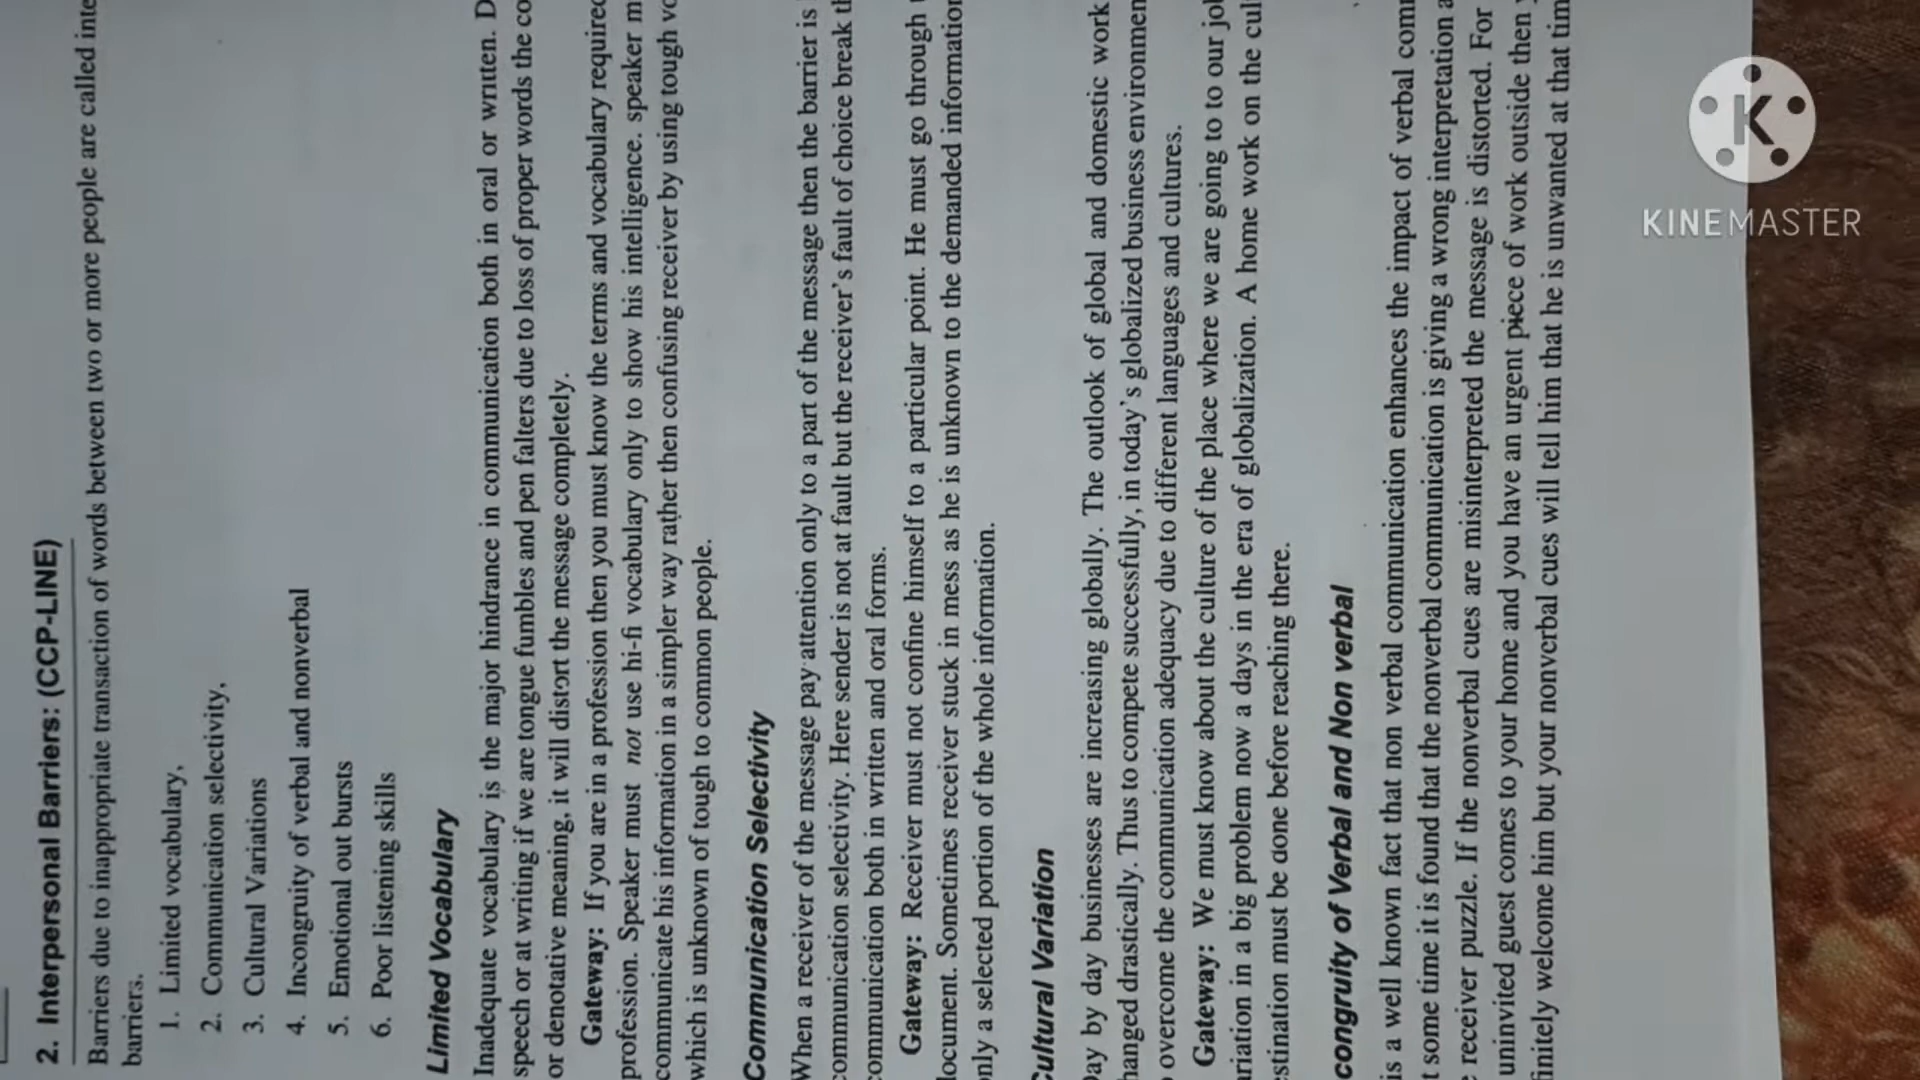 2. Interpersonal Barriers: (CCP-LINE)
Barriers due to inappropriate transaction of words between two or more people are called inte
barriers.
1. Limited vocabulary,
2. Communication selectivity,
3. Cultural Variations
4. Incongruity of verbal and nonverbal
5. Emotional out bursts
6. Poor listening skills
Limited Vocabulary
Inadequate vocabulary is the major hindrance in communication both in oral or written. D
speech or at writing if we are tongue fumbles and pen falters due to loss of proper words the co
or denotative meaning, it will distort the message completely.
Gateway: If you are in a profession then you must know the terms and vocabulary required
profession. Speaker must not use hi-fi vocabulary only to show his intelligence. speaker m
communicate his information in a simpler way rather then confusing receiver by using tough vo
which is unknown of tough to common people.
Communication Selectivity
When a receiver of the message pay attention only to a part of the message then the barrier is
communication selectivity. Here sender is not at fault but the receiver's fault of choice break th
communication both in written and oral forms.
Gateway: Receiver must not confine himself to a particular point. He must go through
locument. Sometimes receiver stuck in mess as he is unknown to the demanded information
nly a selected portion of the whole information.
Cultural Variation
Day by day businesses are increasing globally. The outlook of global and domestic work
hanged drastically. Thus to compete successfully, in today's globalized business environmen
overcome the communication adequacy due to different languages and cultures.
Gateway: We must know about the culture of the place where we are going to to our jol
ariation in a big problem now a days in the era of globalization. A home work on the cul
estination must be done before reaching there.
congruity of Verbal and Non verbal
is a well known fact that non verbal communication enhances the impact of verbal com
t some time it is found that the nonverbal communication is giving a wrong interpretation a
receiver puzzle. If the nonverbal cues are misinterpreted the message is distorted. For
uninvited guest comes to your home and you have an urgent piece of work outside then
finitely welcome him but your nonverbal cues will tell him that he is unwanted at that tim
K
KINEMASTER